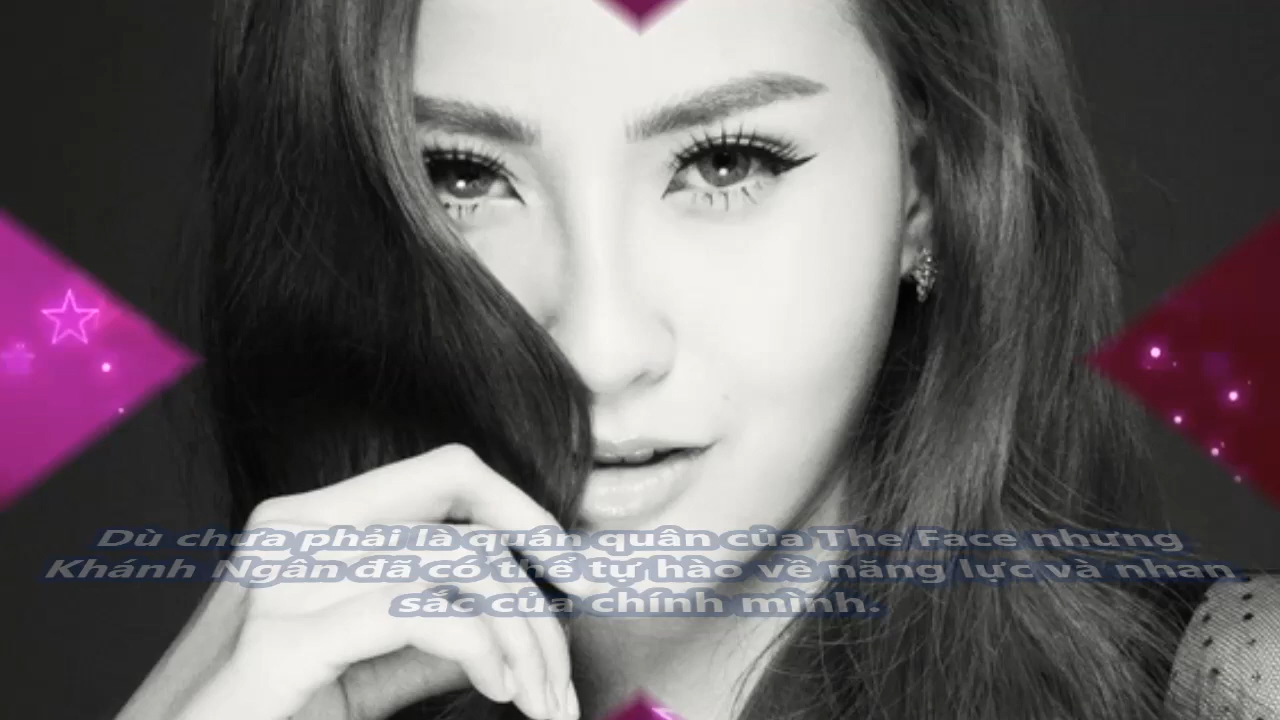 Dù chưa phải là quán quân của The Face nhưng
Khánh Ngân đã có thể tự hào về năng lực và nhan
sắc của chính mình.